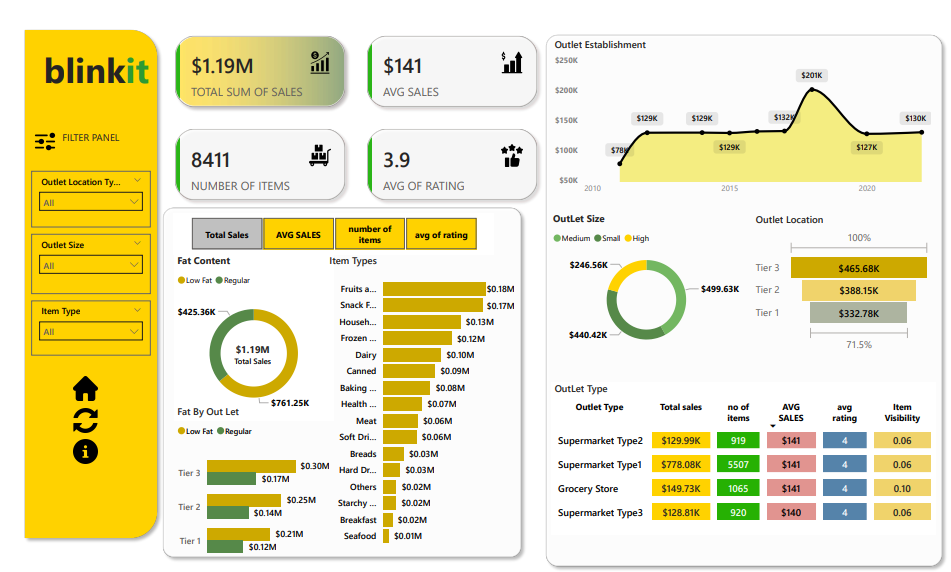 blinkit
FILTER PANEL
Outlet Location Ty...
All
Outlet Size
All
Item Type
All
$1.19M
TOTAL SUM OF SALES
$141
AVG SALES
8411
NUMBER OF ITEMS
3.9
AVG OF RATING
Total Sales
AVG SALES
number of
items
avg of rating
Fat Content
Low Fat Regular
$425.36K
$1.19M
Total Sales
$761.25K
Fat By Out Let
Low Fat Regular
Tier 3
$0.30M
$0.17M
Tier 2
$0.25M
$0.14M
Tier 1
$0.21M
$0.12M
Item Types
Fruits a... $0.18M
Snack F... $0.17M
Househ... $0.13M
Frozen ... $0.12M
Dairy $0.10M
Canned $0.09M
Baking ... $0.08M
Health ... $0.07M
Meat $0.06M
Soft Dri... $0.06M
Breads $0.03M
Hard Dr... $0.03M
Others $0.02M
Starchy ... $0.02M
Breakfast $0.02M
Seafood $0.01M
Outlet Establishment
$250K
$200K
$150K
$100K
$50K
$78K
$129K
$129K
$129K
$132K
$201K
$127K
$130K
2010 2015 2020
OutLet Size
Medium Small High
$246.56K
$499.63K
$440.42K
Outlet Location
100%
Tier 3 $465.68K
Tier 2 $388.15K
Tier 1 $332.78K
71.5%
OutLet Type
Outlet Type Total sales no of items AVG SALES avg rating Item Visibility
Supermarket Type2 $129.99K 919 $141 4 0.06
Supermarket Type1 $778.08K 5507 $141 4 0.06
Grocery Store $149.73K 1065 $141 4 0.10
Supermarket Type3 $128.81K 920 $140 4 0.06